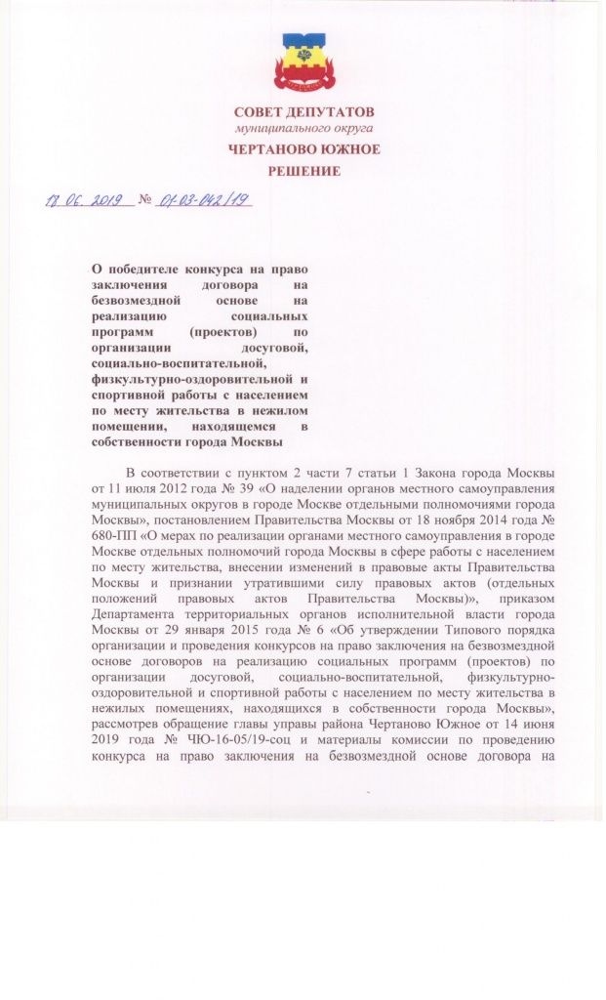 СОВЕТ ДЕПУТАТОВ
муниципального округа
ЧЕРТАНОВО ЮЖНОЕ
РЕШЕНИЕ
18 06. 2019 № 01-03-042/19
О победителе конкурса на право
заключения договора на
безвозмездной основе на
реализацию социальных
программ (проектов) по
организации досуговой,
социально-воспитательной,
физкультурно-оздоровительной и
спортивной работы с населением
по месту жительства в нежилом
помещении, находящемся в
собственности города Москвы
В соответствии с пунктом 2 части 7 статьи 1 Закона города Москвы
от 11 июля 2012 года № 39 «О наделении органов местного самоуправления
муниципальных округов в городе Москве отдельными полномочиями города
Москвы», постановлением Правительства Москвы от 18 ноября 2014 года №
680-ПП «О мерах по реализации органами местного самоуправления в городе
Москве отдельных полномочий города Москвы в сфере работы с населением
по месту жительства, внесении изменений в правовые акты Правительства
Москвы и признании утратившими силу правовых актов (отдельных
положений правовых актов Правительства Москвы)», приказом
Департамента территориальных органов исполнительной власти города
Москвы от 29 января 2015 года № 6 «Об утверждении Типового порядка
организации и проведения конкурсов на право заключения на безвозмездной
основе договоров на реализацию социальных программ (проектов) по
организации досуговой, социально-воспитательной, физкультурно-
оздоровительной и спортивной работы с населением по месту жительства в
нежилых помещениях, находящихся в собственности города Москвы»,
рассмотрев обращение главы управы района Чертаново Южное от 14 июня
2019 года № ЧЮ-16-05/19-соц и материалы комиссии по проведению
конкурса на право заключения на безвозмездной основе договора на